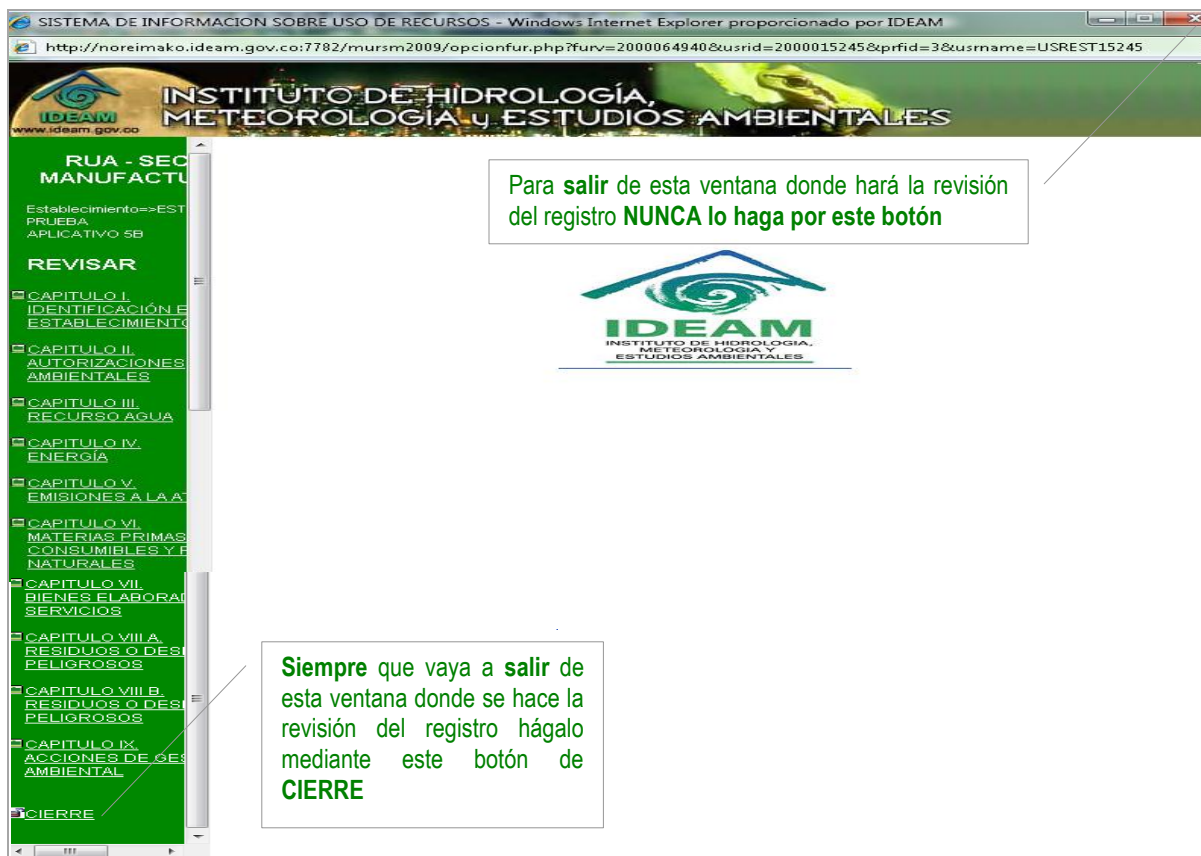 SISTEMA DE INFORMACION SOBRE USO DE RECURSOS - Windows Internet Explorer proporcionado por IDEAM
http://noreimako.ideam.gov.co:7782/mursm2009/opcionfur.php?furv=2000064940&usrid=2000015245&prfid=3&usrname=USREST15245
INSTITUTO DE HIDROLOGÍA,
METEOROLOGÍA y ESTUDIOS AMBIENTALES
IDEAM
www.ideam.gov.co
RUA - SEC
MANUFACTU
Establecimiento=>EST
PRUEBA
APLICATIVO 5B
REVISAR
CAPITULO I.
IDENTIFICACIÓN E
ESTABLECIMIENTO
CAPITULO II.
AUTORIZACIONES
AMBIENTALES
CAPITULO III.
RECURSO AGUA
CAPITULO IV.
ENERGÍA
CAPITULO V.
EMISIONES A LA AT
CAPITULO VI.
MATERIAS PRIMAS
CONSUMIBLES Y R
NATURALES
CAPITULO VII.
BIENES ELABORAD
SERVICIOS
CAPITULO VIII A.
RESIDUOS O DESE
PELIGROSOS
CAPITULO VIII B.
RESIDUOS O DESE
PELIGROSOS
CAPITULO IX.
ACCIONES DE GES
AMBIENTAL
CIERRE
Para salir de esta ventana donde hará la revisión
del registro NUNCA lo haga por este botón
IDEAM
INSTITUTO DE HIDROLOGIA,
METEOROLOGIA Y
ESTUDIOS AMBIENTALES
Siempre que vaya a salir de
esta ventana donde se hace la
revisión del registro hágalo
mediante este botón de
CIERRE